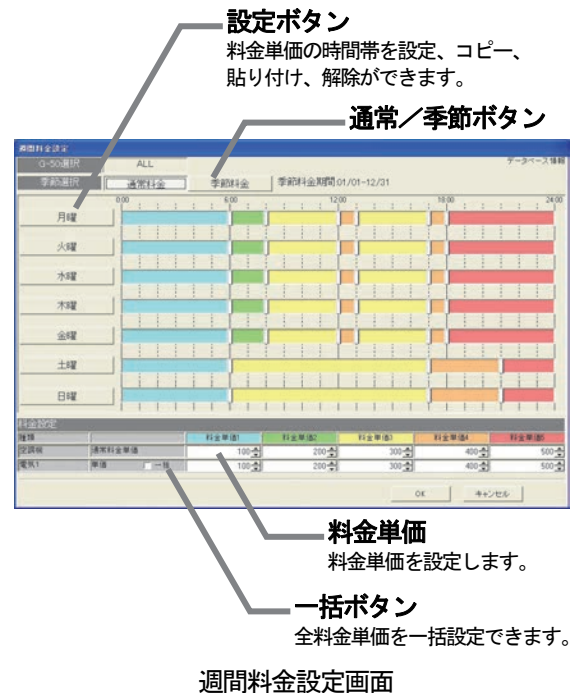 設定ボタン
料金単価の時間帯を設定、コピー、
貼り付け、解除ができます。
通常／季節ボタン
週間料金設定
G-50選択 ALL データベース情報
季節選択 通常料金 季節料金 季節料金期間:01/01-12/31
0:00 6:00 12:00 18:00 24:00
月曜
火曜
水曜
木曜
金曜
土曜
日曜
料金設定
種類 料金単価1 料金単価2 料金単価3 料金単価4 料金単価5
空調機 通常料金単価 100 200 300 400 500
電気1 単価 一括 100 200 300 400 500
OK キャンセル
料金単価
料金単価を設定します。
一括ボタン
全料金単価を一括設定できます。
週間料金設定画面